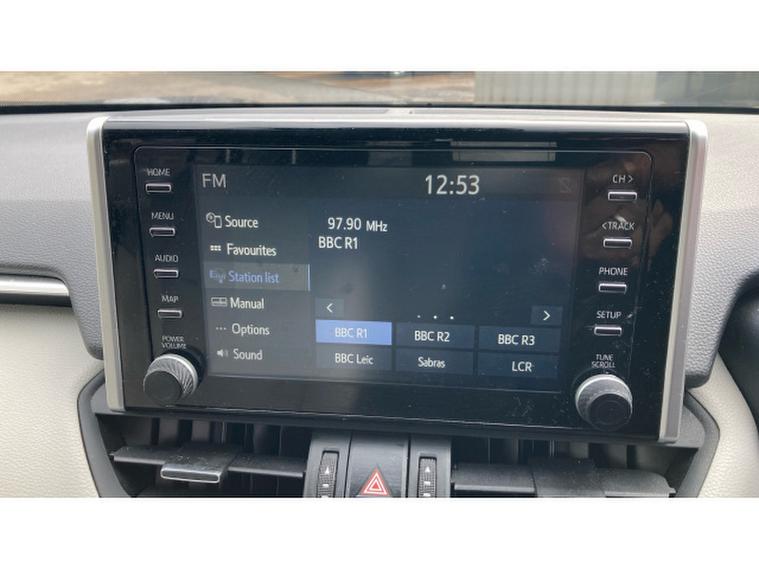 HOME
MENU
AUDIO
MAP
POWER
VOLUME
FM
12:53
Source
Favourites
Station list
Manual
Options
Sound
97.90 MHz
BBC R1
< >
BBC R1 BBC R2 BBC R3
BBC Leic Sabras LCR
CH >
< TRACK
PHONE
SETUP
TUNE
SCROLL